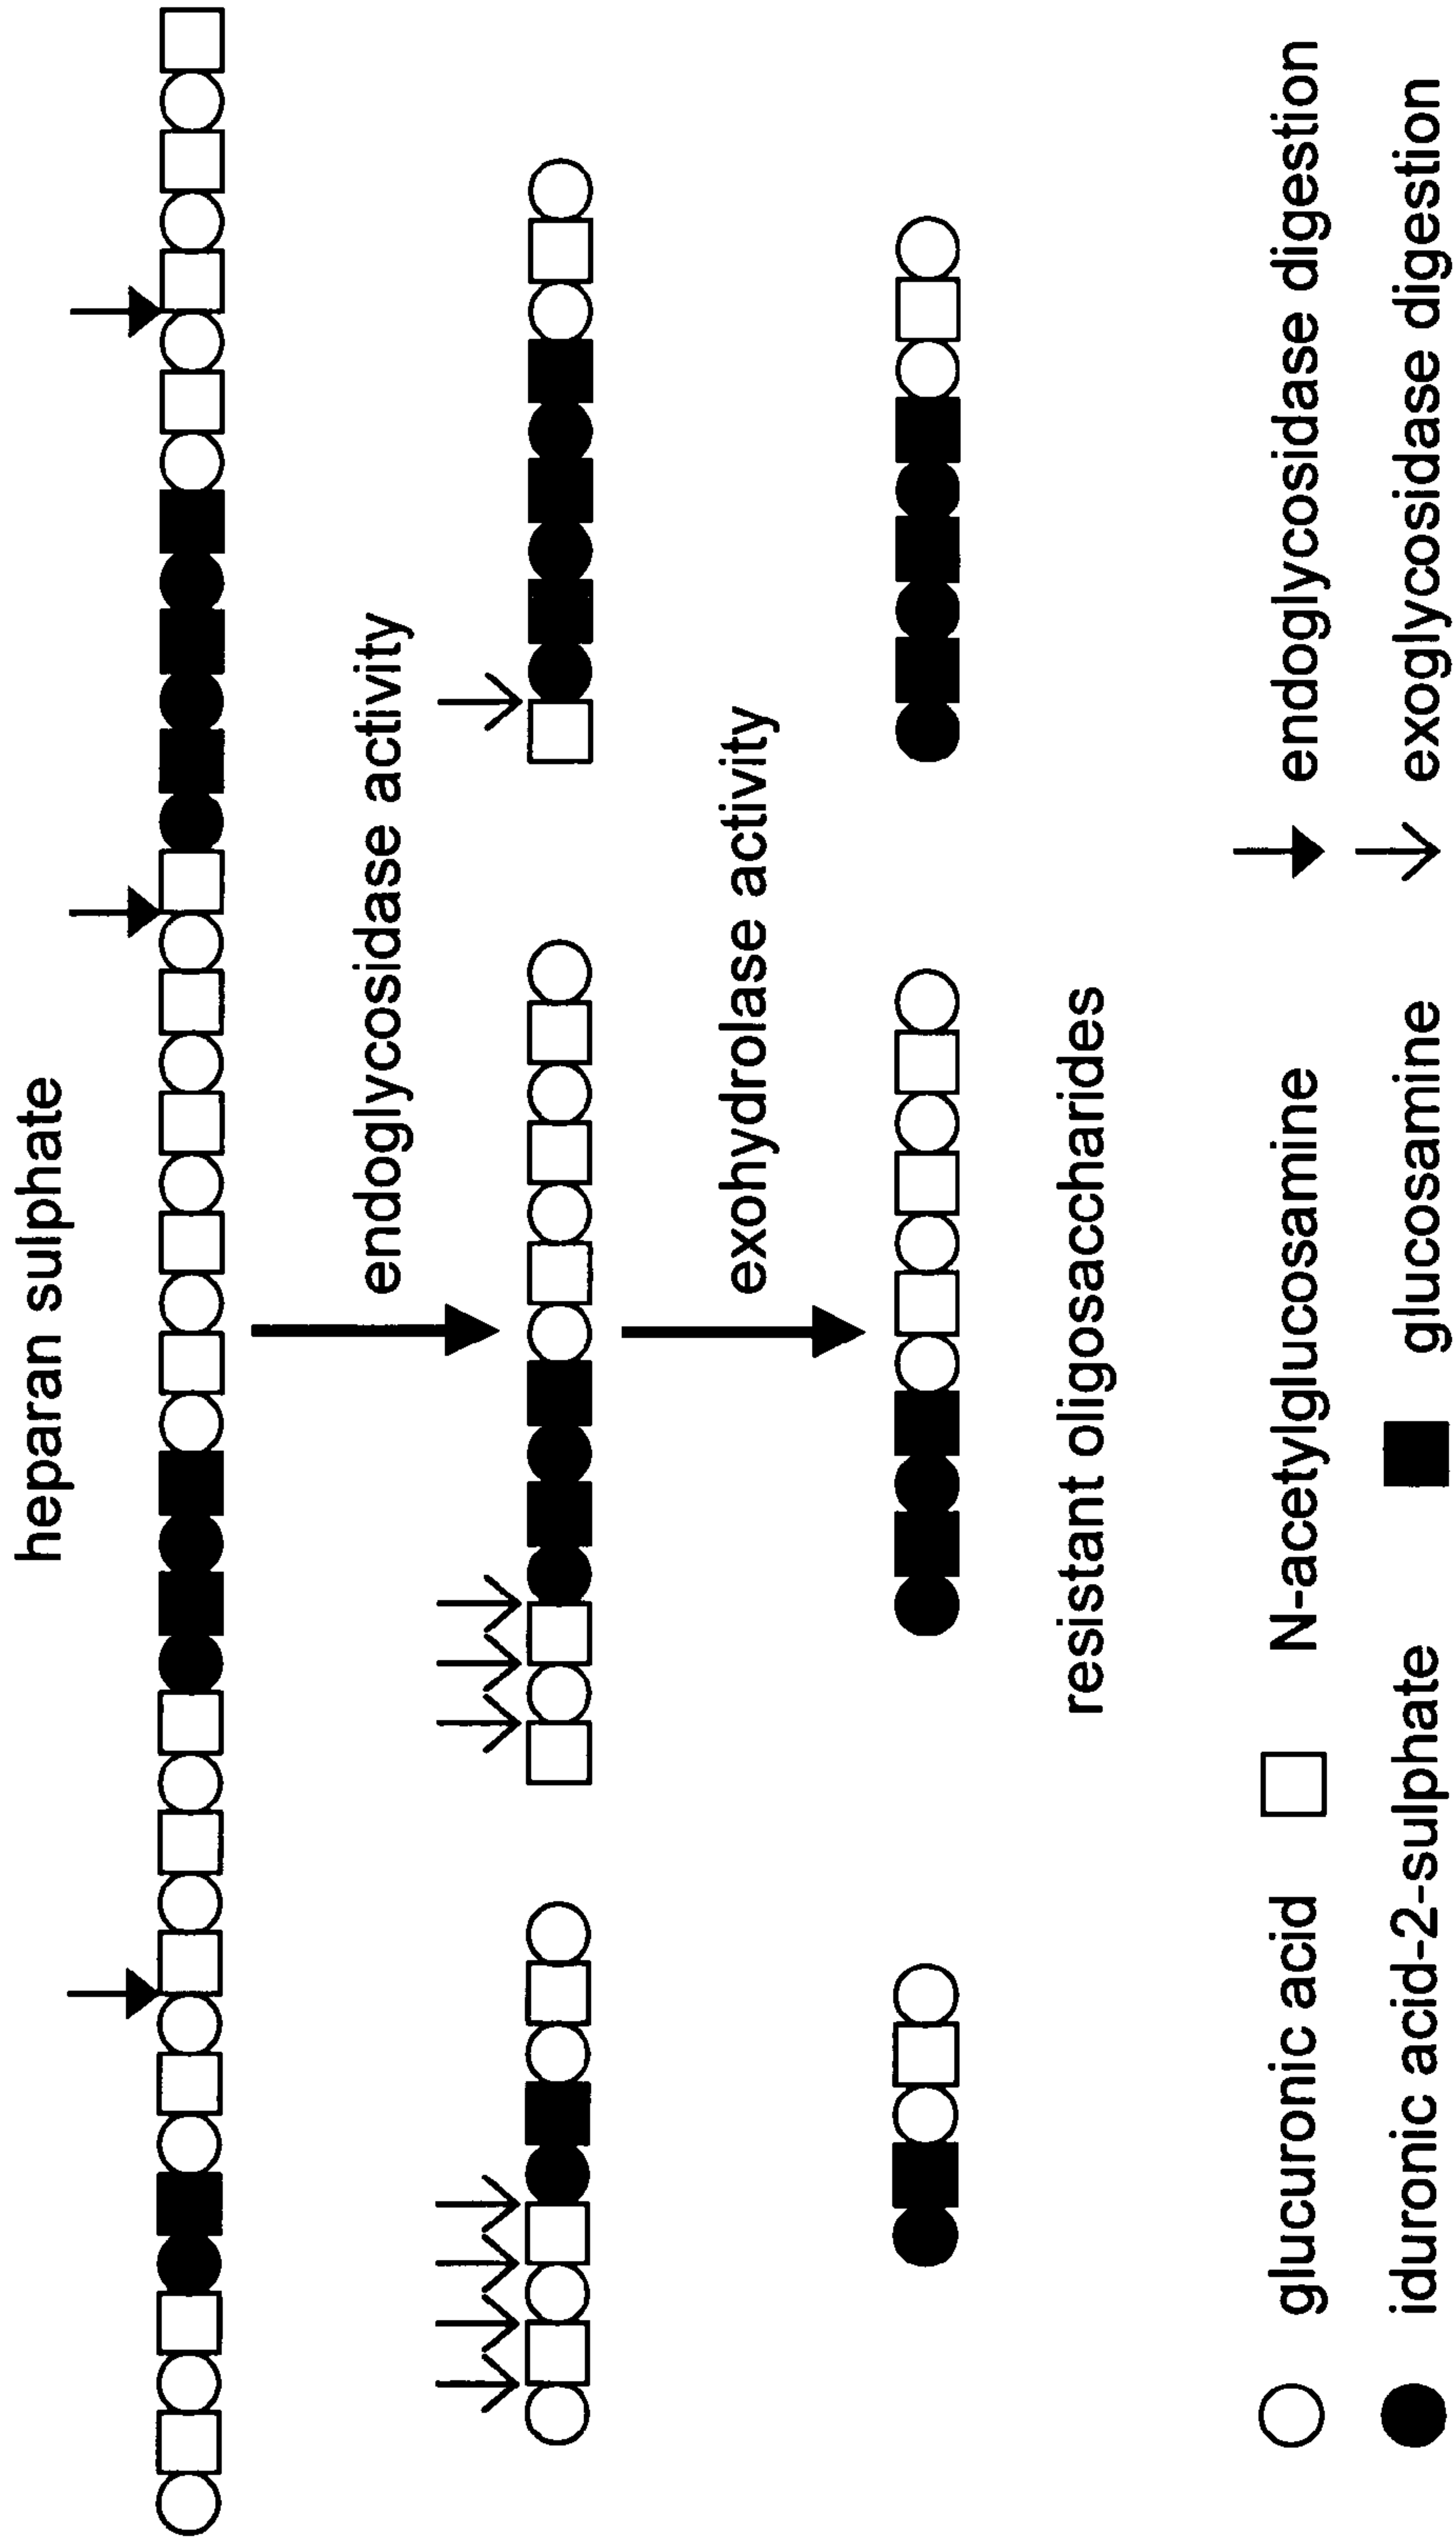 heparan sulphate
endoglycosidase activity
exohydrolase activity
resistant oligosaccharides
glucuronic acid N-acetylglucosamine endoglycosidase digestion
iduronic acid-2-sulphate glucosamine exoglycosidase digestion